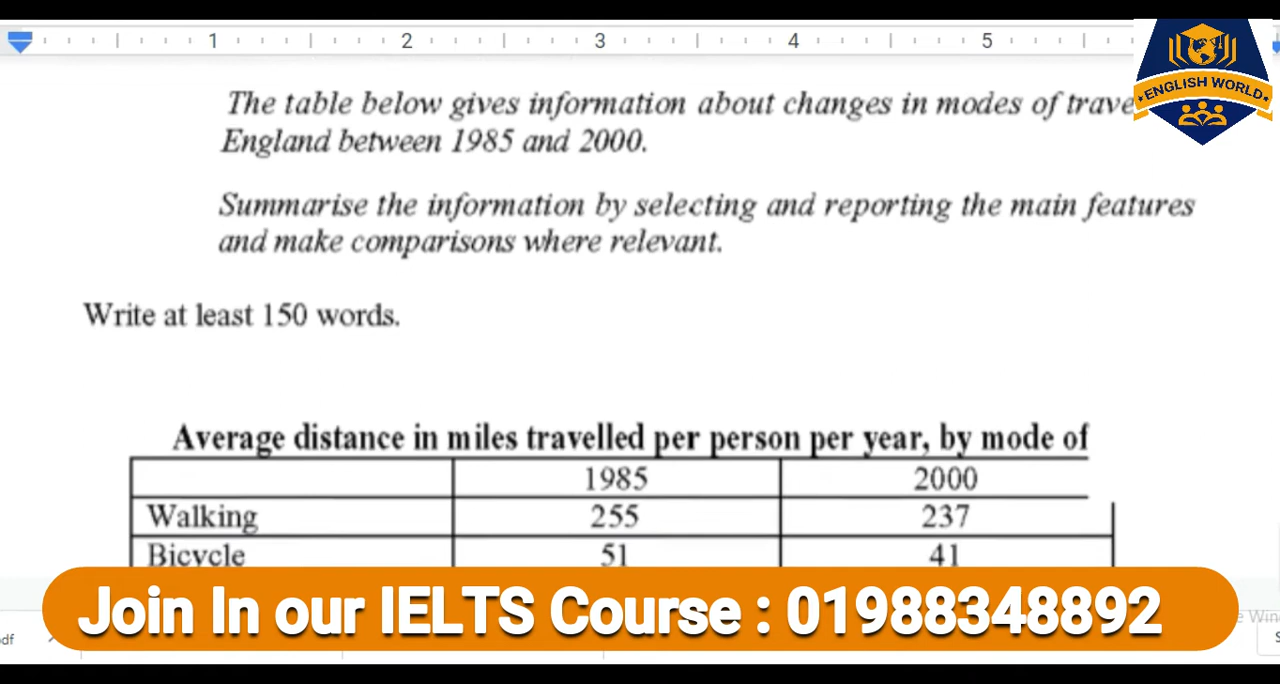 1 2 3 4 5
The table below gives information about changes in modes of
England between 1985 and 2000.
Summarise the information by selecting and reporting the main features
and make comparisons where relevant.
Write at least 150 words.
Average distance in miles travelled per person per year, by mode of
1985 2000
Walking 255 237
Bicycle 51 41
ENGLISH WORLD
Join In our IELTS Course : 01988348892